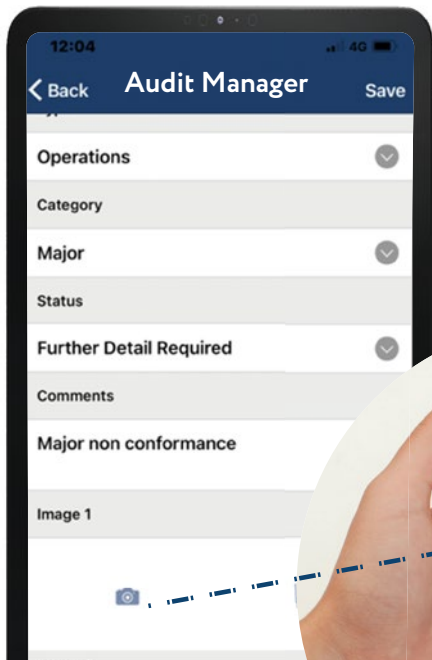 12:04
4G
Back
Audit Manager
Save
Operations
Category
Major
Status
Further Detail Required
Comments
Major non conformance
Image 1